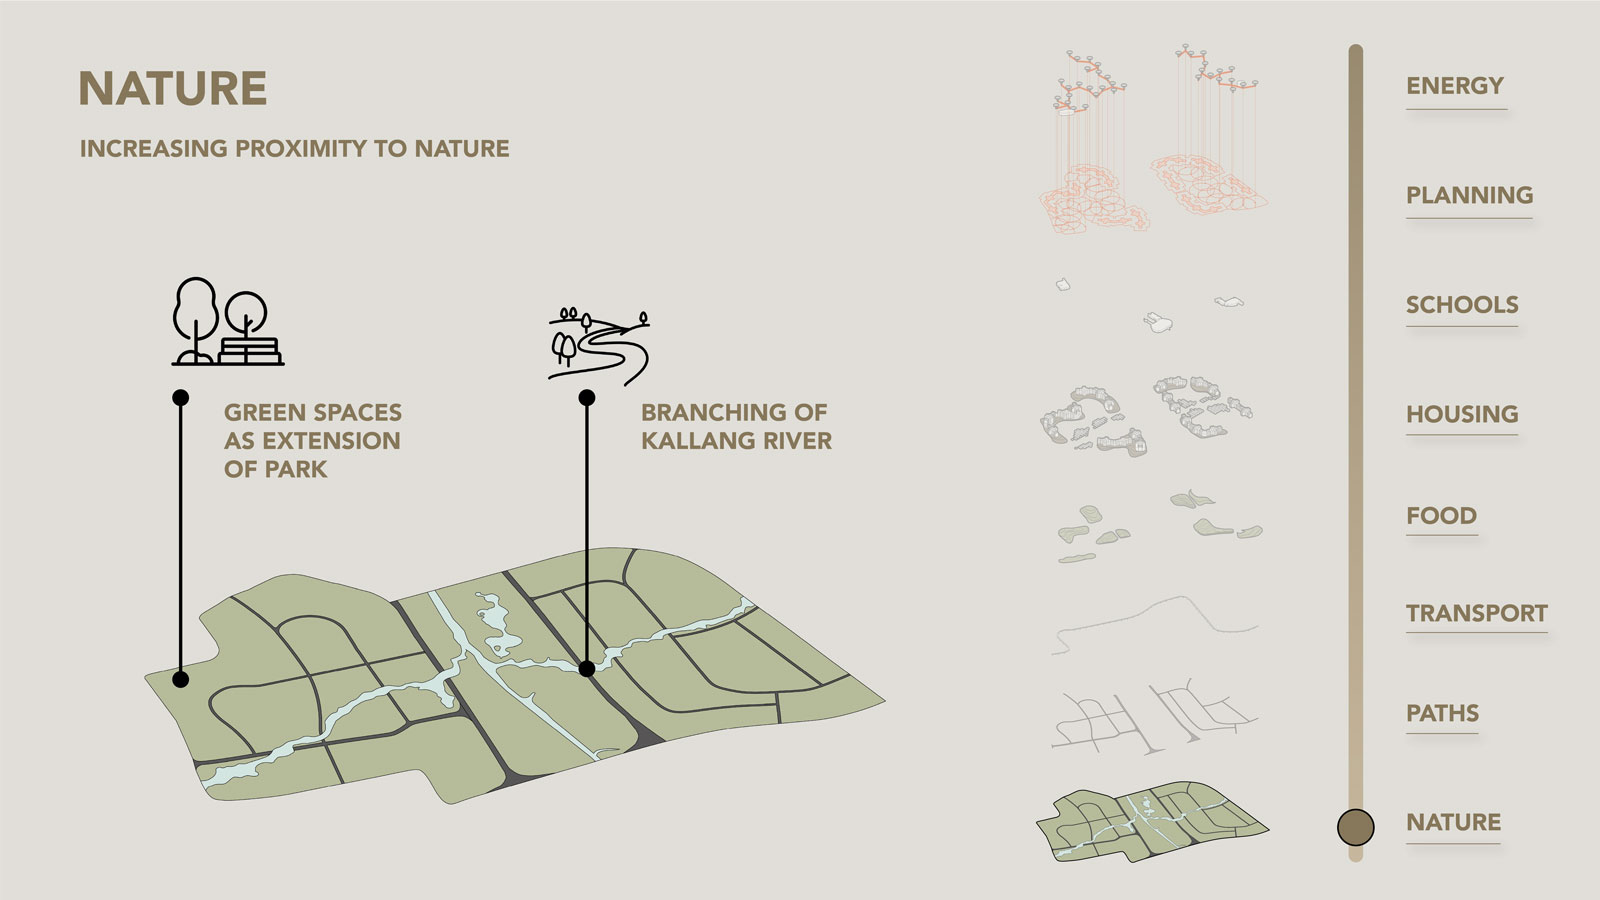 NATURE
INCREASING PROXIMITY TO NATURE
GREEN SPACES
AS EXTENSION
OF PARK
BRANCHING OF
KALLANG RIVER
ENERGY
PLANNING
SCHOOLS
HOUSING
FOOD
TRANSPORT
PATHS
NATURE